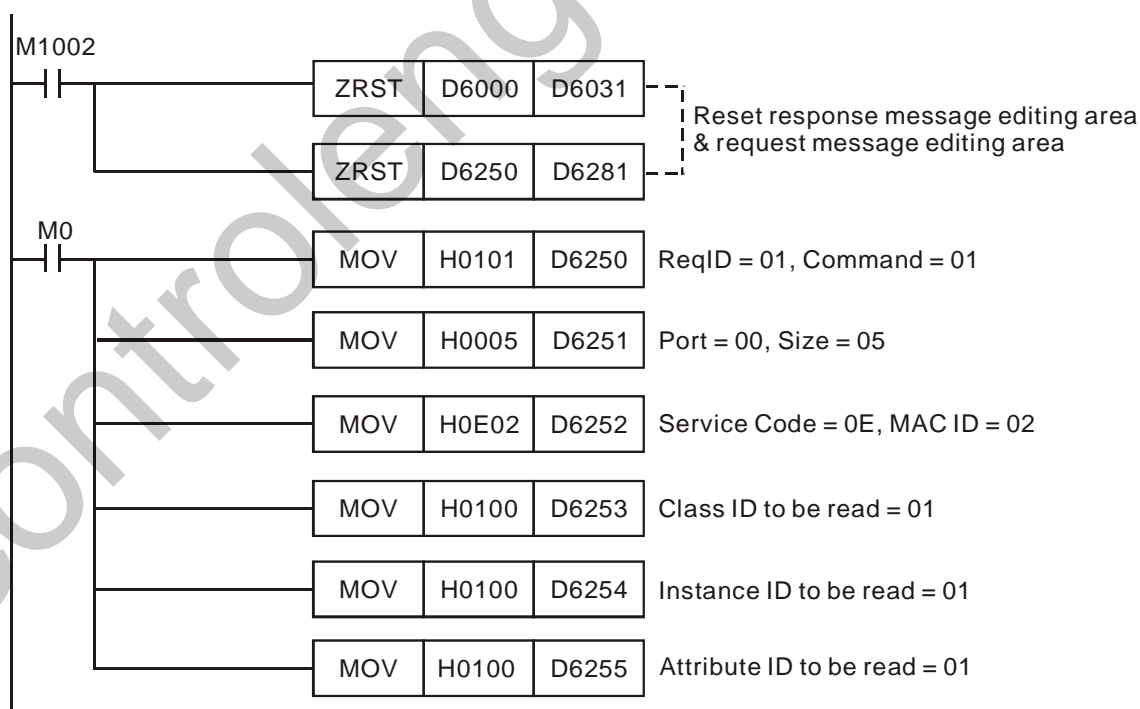 M1002
ZRST D6000 D6031
Reset response message editing area
& request message editing area
ZRST D6250 D6281
M0
MOV H0101 D6250 ReqID = 01, Command = 01
MOV H0005 D6251 Port = 00, Size = 05
MOV H0E02 D6252 Service Code = 0E, MAC ID = 02
MOV H0100 D6253 Class ID to be read = 01
MOV H0100 D6254 Instance ID to be read = 01
MOV H0100 D6255 Attribute ID to be read = 01
controleng